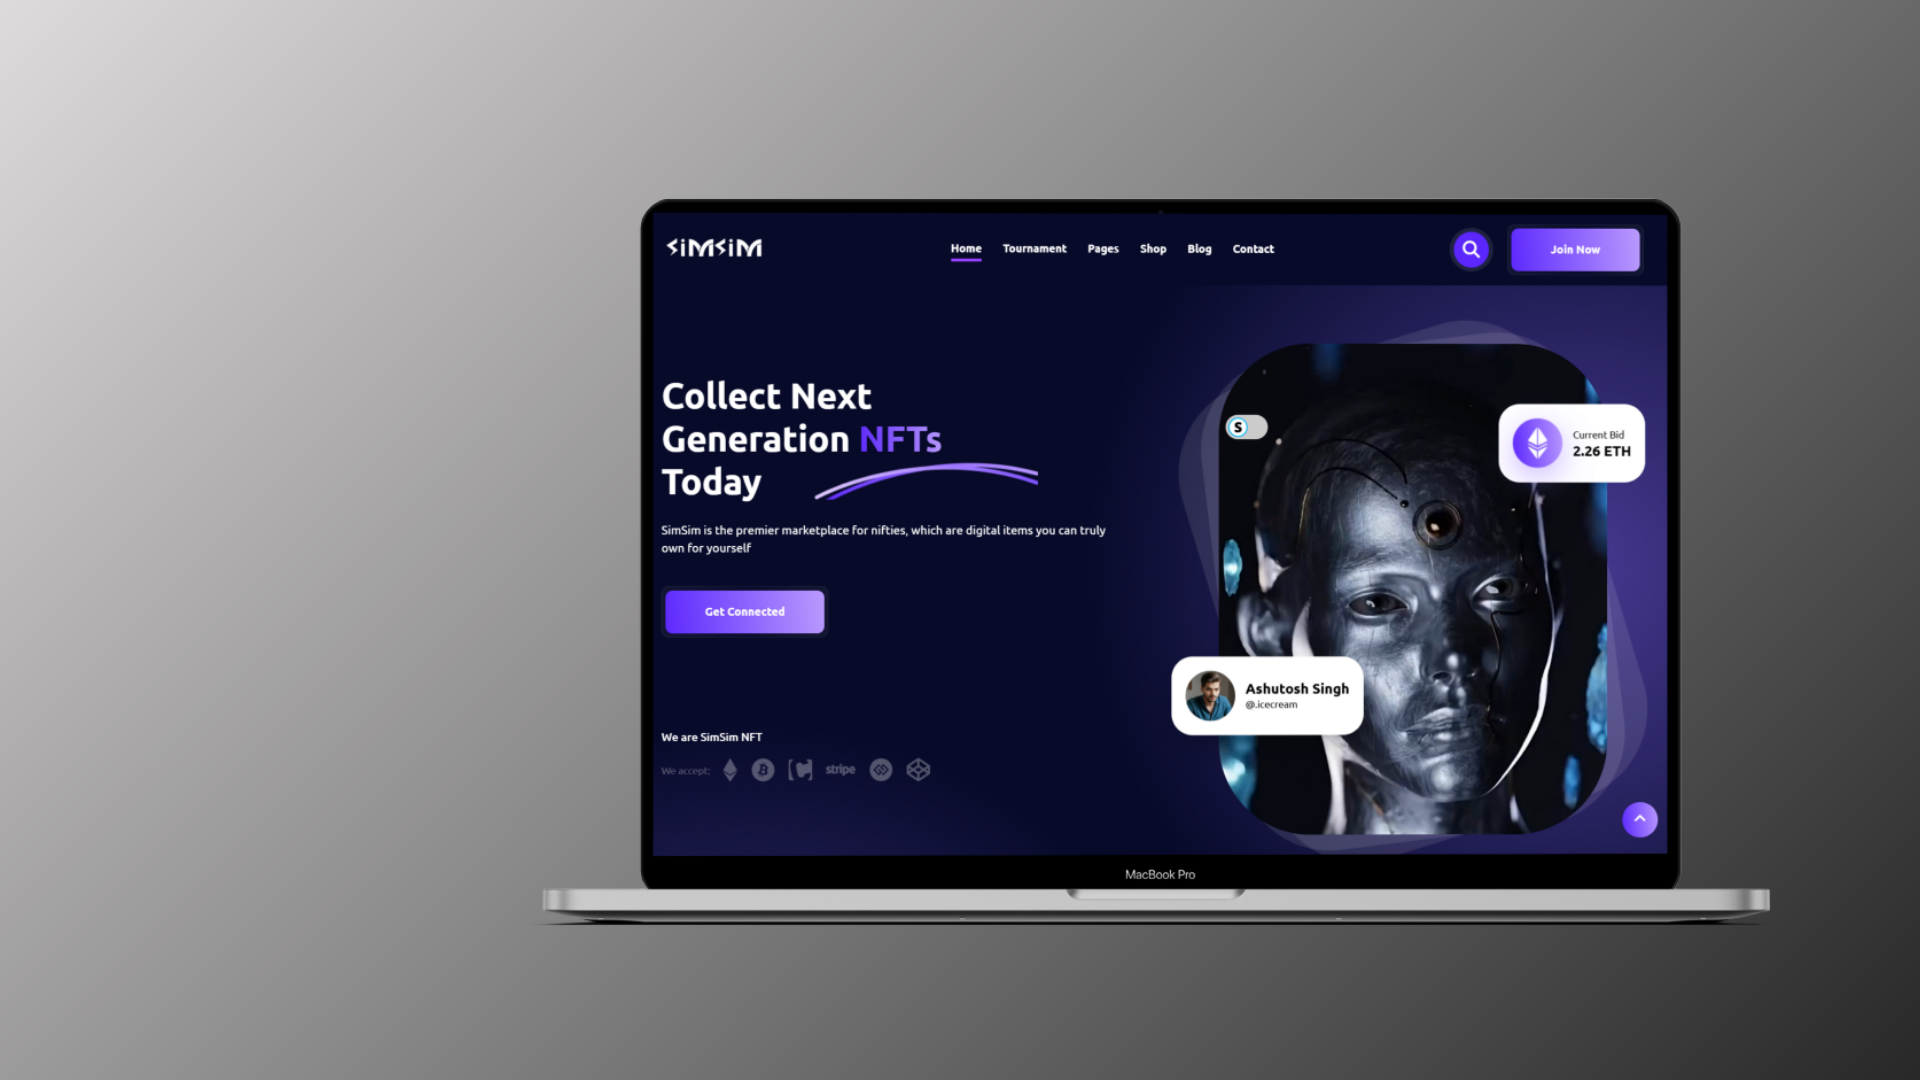 SiMSiM
Home Tournament Pages Shop Blog Contact
Join Now
Collect Next
Generation NFTs
Today
SimSim is the premier marketplace for nifties, which are digital items you can truly
own for yourself
Get Connected
We are SimSim NFT
We accept:
stripe
S
Current Bid
2.26 ETH
Ashutosh Singh
@.icecream
MacBook Pro